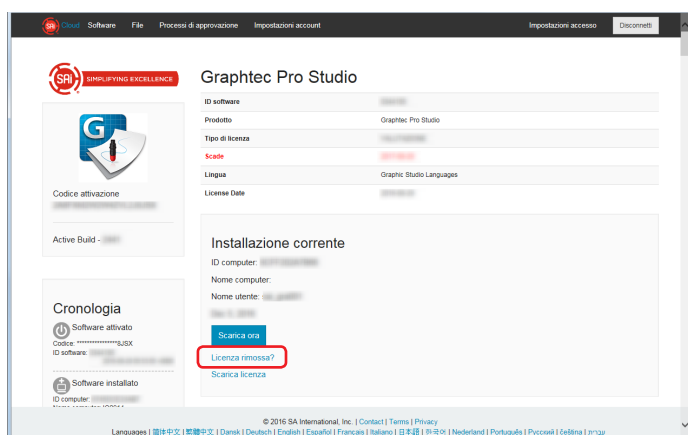 SAi Cloud Software File Processi di approvazione Impostazioni account Impostazioni accesso Disconnetti
SAi SIMPLIFYING EXCELLENCE
Graphtec Pro Studio
ID software
Prodotto Graphtec Pro Studio
Tipo di licenza
Scade
Lingua Graphic Studio Languages
License Date
G
Codice attivazione
Active Build -
Installazione corrente
ID computer:
Nome computer:
Nome utente:
Scarica ora
Licenza rimossa?
Scarica licenza
Cronologia
Software attivato
Codice: ***************8JSX
ID software:
Software installato
ID computer:
© 2016 SA International, Inc. | Contact | Terms | Privacy
Languages | 简体中文 | 繁體中文 | Dansk | Deutsch | English | Español | Français | Italiano | 日本語 | 한국어 | Nederland | Português | Русский | čeština | עברית